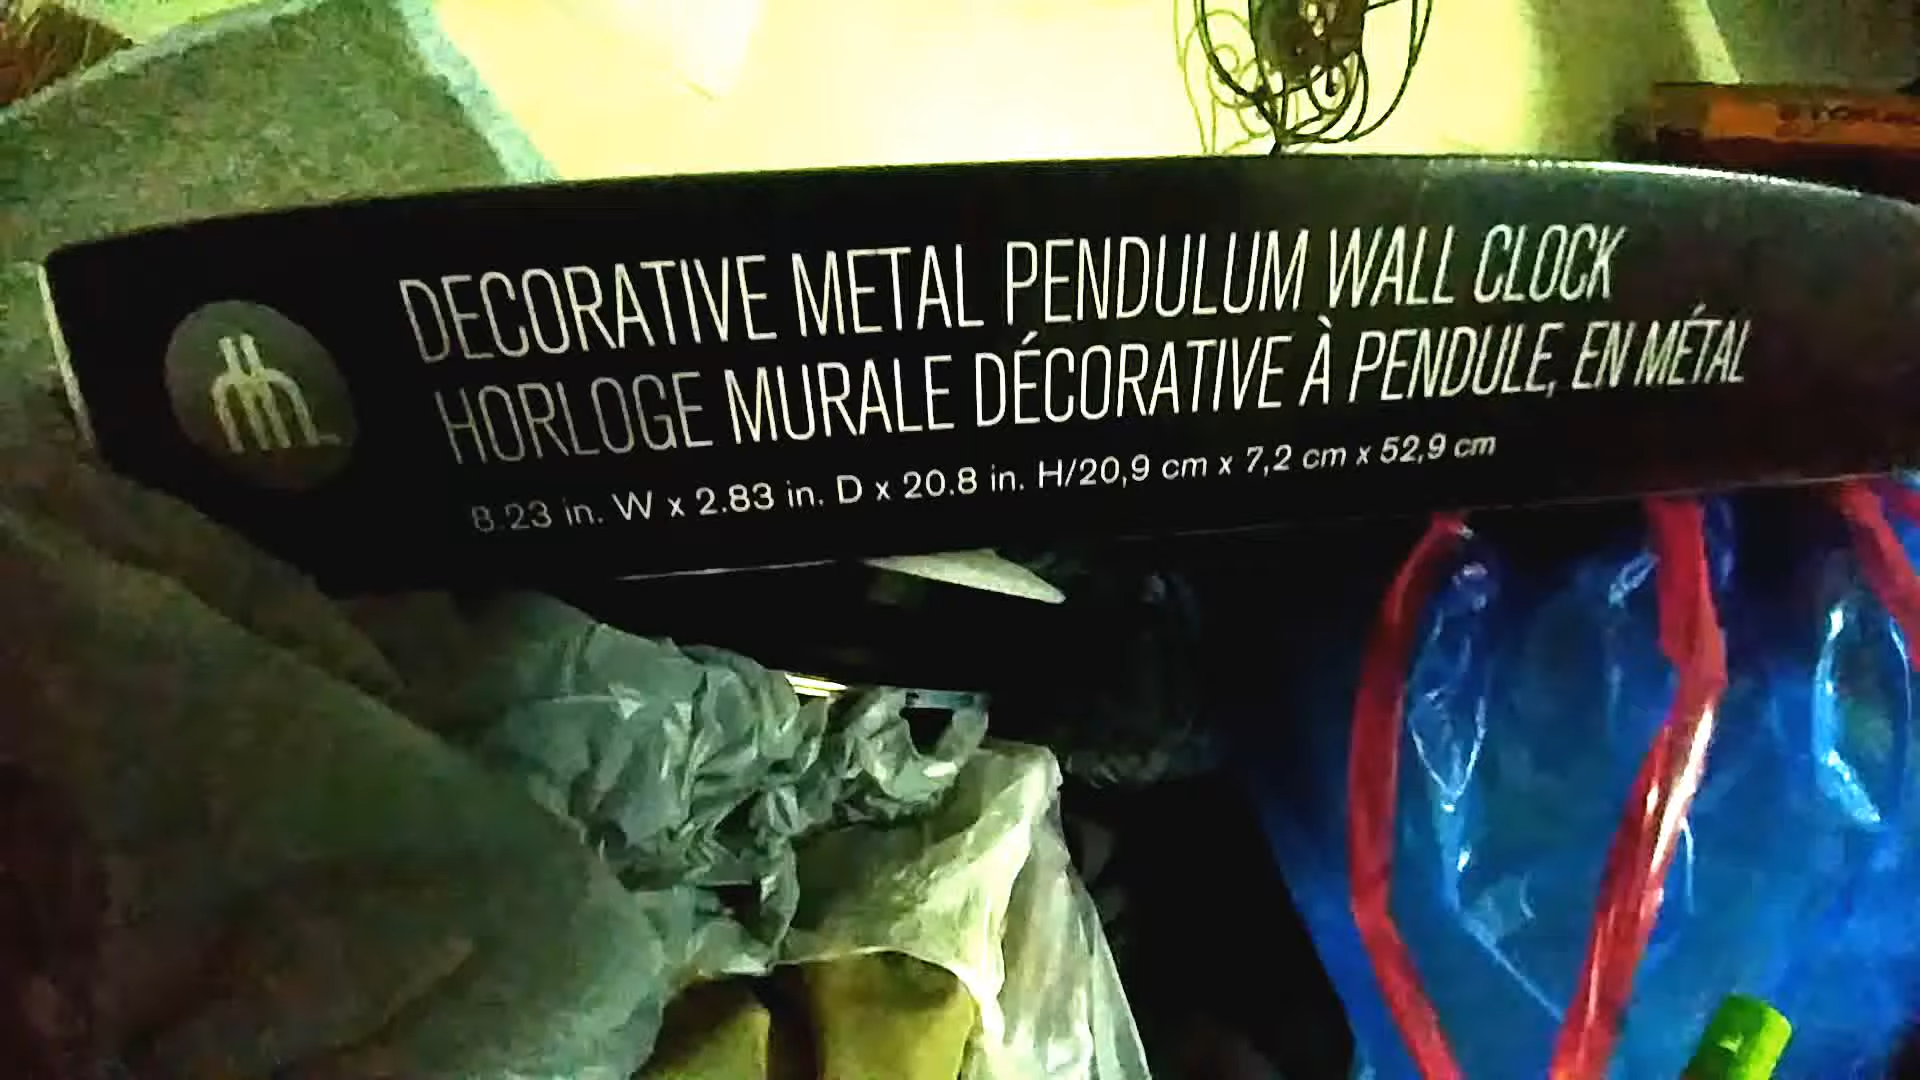 DECORATIVE METAL PENDULUM WALL CLOCK
HORLOGE MURALE DÉCORATIVE À PENDULE, EN MÉTAL
8.23 in. W x 2.83 in. D x 20.8 in. H/20,9 cm x 7,2 cm x 52,9 cm